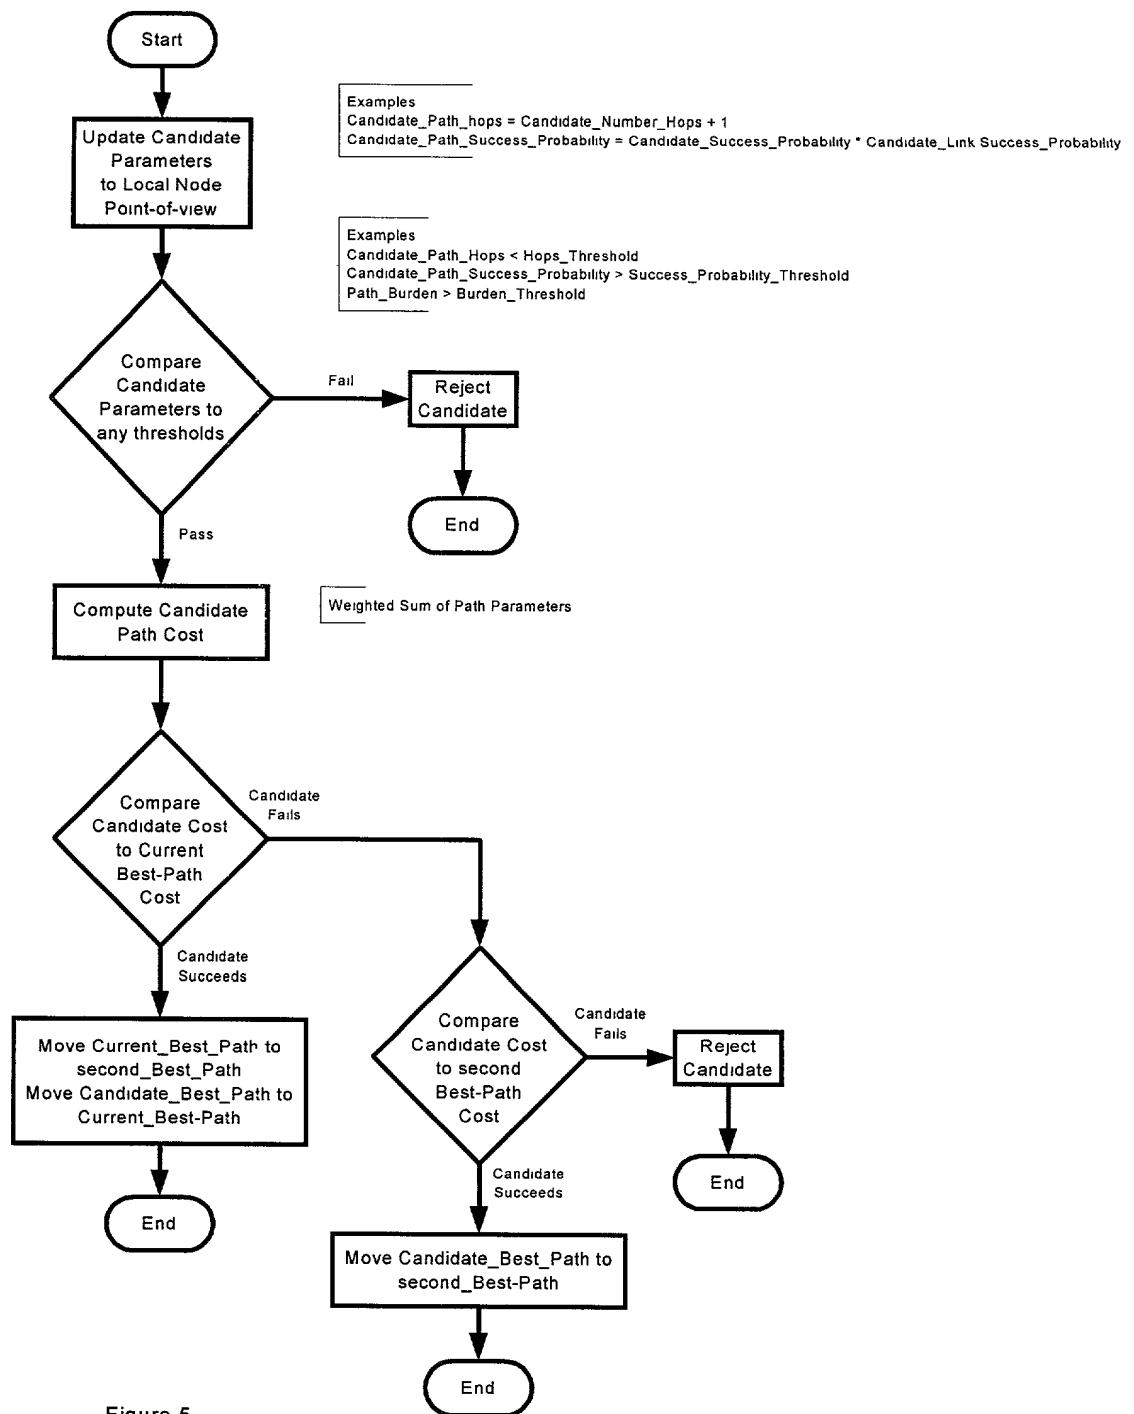 Start
Examples
Candidate_Path_hops = Candidate_Number_Hops + 1
Candidate_Path_Success_Probability = Candidate_Success_Probability * Candidate_Link Success_Probability
Update Candidate
Parameters
to Local Node
Point-of-view
Examples
Candidate_Path_Hops < Hops_Threshold
Candidate_Path_Success_Probability > Success_Probability_Threshold
Path_Burden > Burden_Threshold
Compare
Candidate
Parameters to
any thresholds
Fail
Reject
Candidate
End
Pass
Compute Candidate
Path Cost
Weighted Sum of Path Parameters
Compare
Candidate Cost
to Current
Best-Path
Cost
Candidate
Fails
Candidate
Succeeds
Move Current_Best_Path to
second_Best_Path
Move Candidate_Best_Path to
Current_Best-Path
End
Compare
Candidate Cost
to second
Best-Path
Cost
Candidate
Fails
Reject
Candidate
End
Candidate
Succeeds
Move Candidate_Best_Path to
second_Best-Path
End
Figure 5